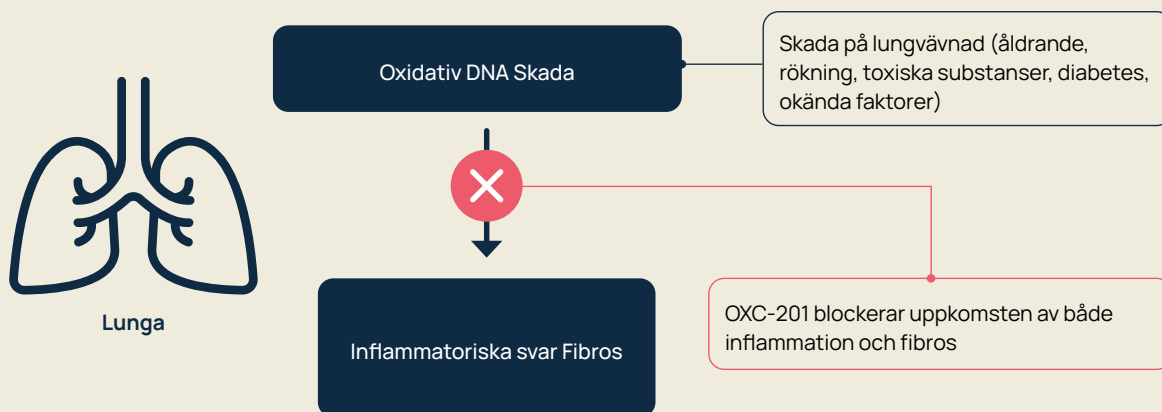 Oxidativ DNA Skada
Skada på lungvävnad (åldrande,
rökning, toxiska substanser, diabetes,
okända faktorer)
Lunga
Inflammatoriska svar Fibros
OXC-201 blockerar uppkomsten av både
inflammation och fibros